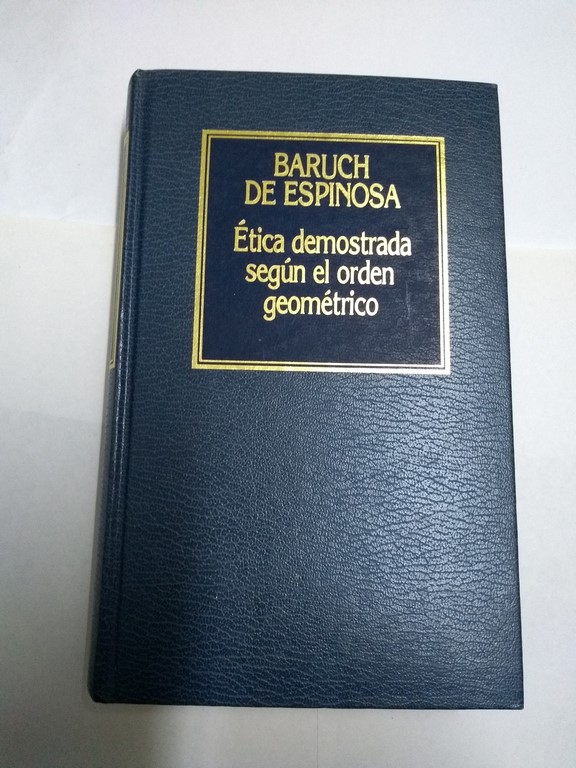 BARUCH
DE ESPINOSA
Ética demostrada
según el orden
geométrico